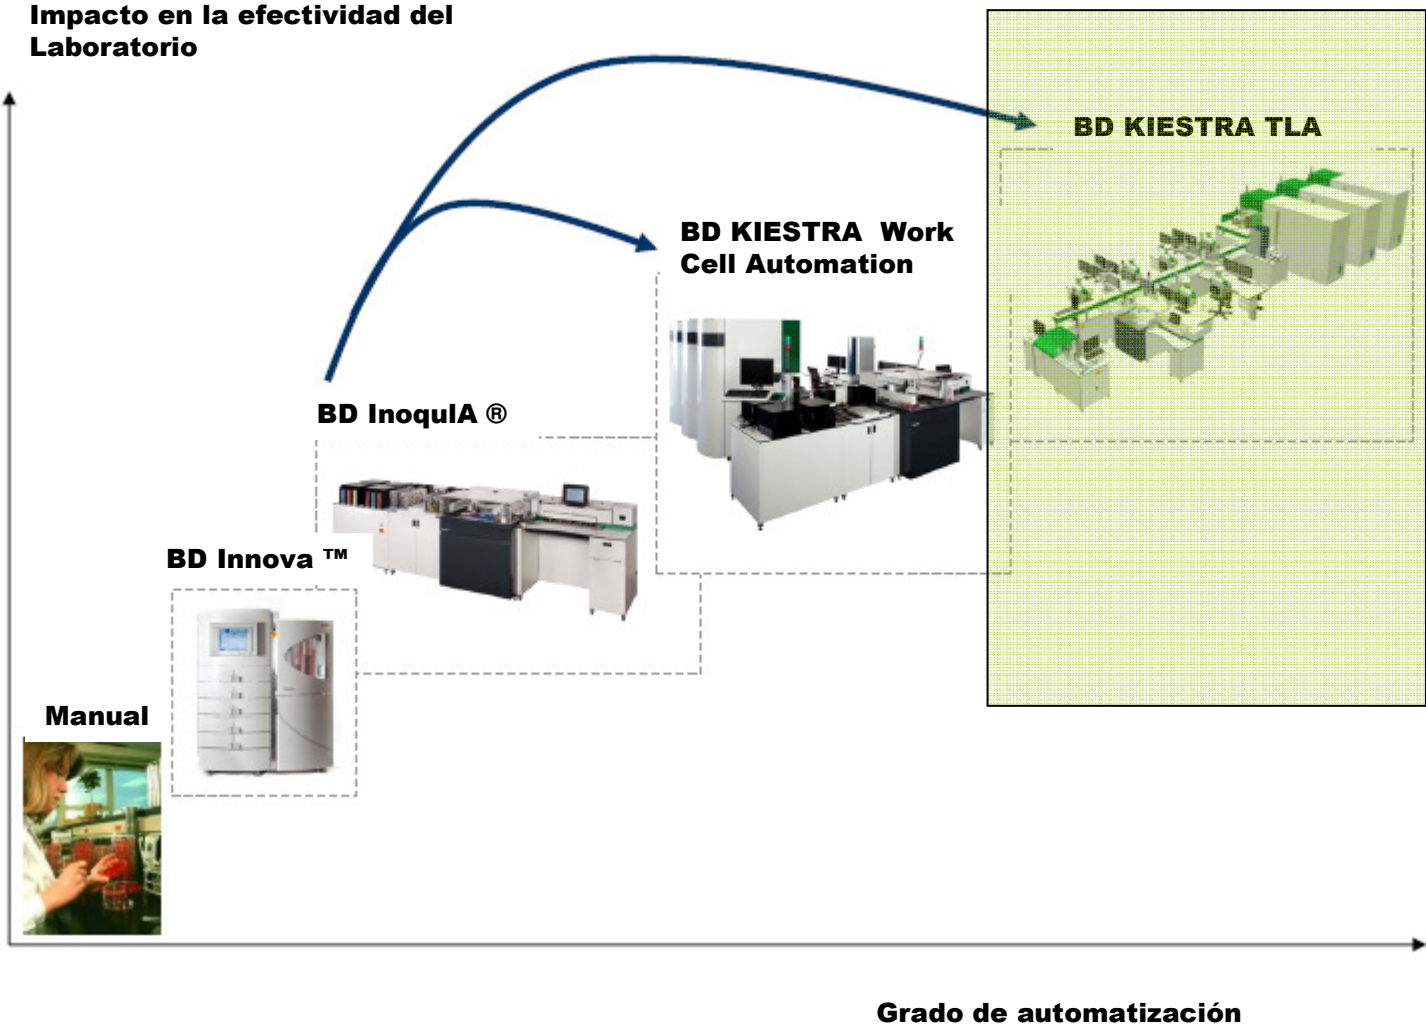 Impacto en la efectividad del
Laboratorio
BD KIESTRA TLA
BD KIESTRA Work
Cell Automation
BD InoqulA ®
BD Innova ™
Manual
Grado de automatización